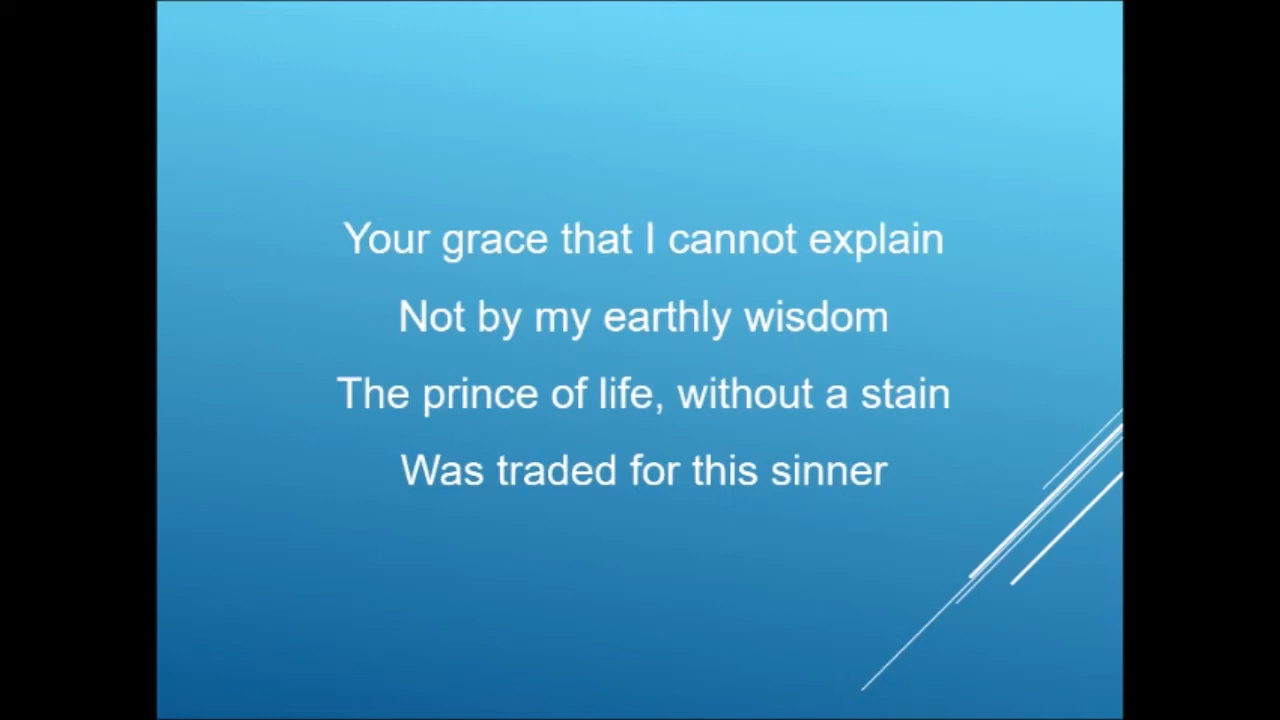 Your grace that I cannot explain
Not by my earthly wisdom
The prince of life, without a stain
Was traded for this sinner